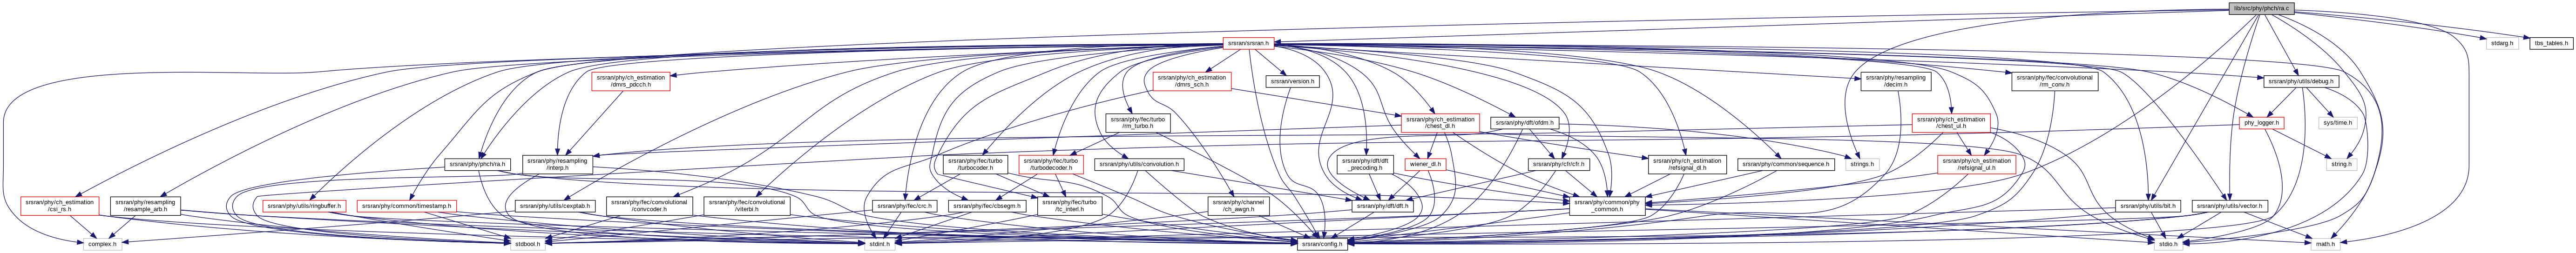 lib/src/phy/phch/ra.c
srsran/srsran.h
stdarg.h
tbs_tables.h
srsran/phy/ch_estimation
/dmrs_pdcch.h
srsran/phy/ch_estimation
/dmrs_sch.h
srsran/version.h
srsran/phy/resampling
/decim.h
srsran/phy/fec/convolutional
/rm_conv.h
srsran/phy/utils/debug.h
srsran/phy/fec/turbo
/rm_turbo.h
srsran/phy/ch_estimation
/chest_dl.h
srsran/phy/dft/ofdm.h
srsran/phy/ch_estimation
/chest_ul.h
phy_logger.h
sys/time.h
srsran/phy/phch/ra.h
srsran/phy/resampling
/interp.h
srsran/phy/fec/turbo
/turbocoder.h
srsran/phy/fec/turbo
/turbodecoder.h
srsran/phy/utils/convolution.h
srsran/phy/dft/dft
_precoding.h
wiener_dl.h
srsran/phy/cfr/cfr.h
srsran/phy/ch_estimation
/refsignal_dl.h
srsran/phy/common/sequence.h
strings.h
srsran/phy/ch_estimation
/refsignal_ul.h
string.h
srsran/phy/ch_estimation
/csi_rs.h
srsran/phy/resampling
/resample_arb.h
srsran/phy/utils/ringbuffer.h
srsran/phy/common/timestamp.h
srsran/phy/utils/cexptab.h
srsran/phy/fec/convolutional
/convcoder.h
srsran/phy/fec/convolutional
/viterbi.h
srsran/phy/fec/crc.h
srsran/phy/fec/cbsegm.h
srsran/phy/fec/turbo
/tc_interl.h
srsran/phy/channel
/ch_awgn.h
srsran/phy/dft/dft.h
srsran/phy/common/phy
_common.h
srsran/phy/utils/bit.h
srsran/phy/utils/vector.h
complex.h
stdbool.h
stdint.h
srsran/config.h
stdio.h
math.h